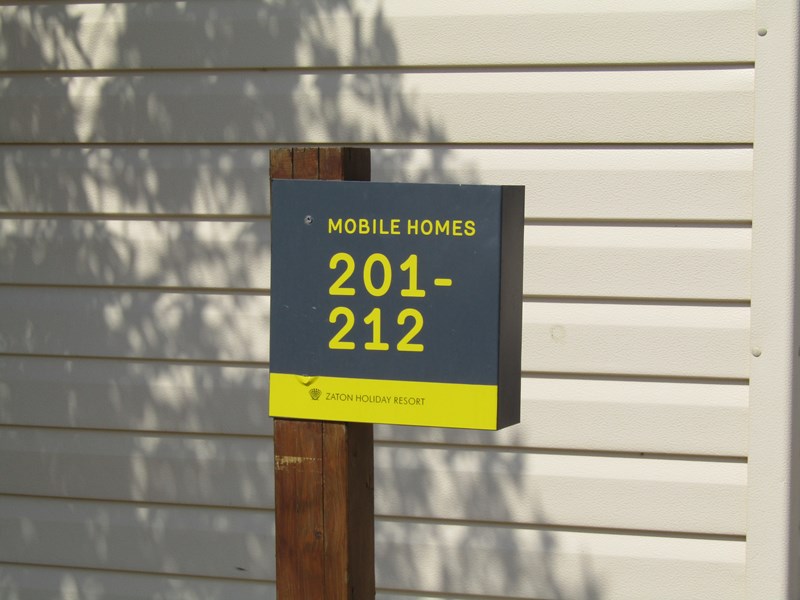 MOBILE HOMES
201-
212
ZATON HOLIDAY RESORT